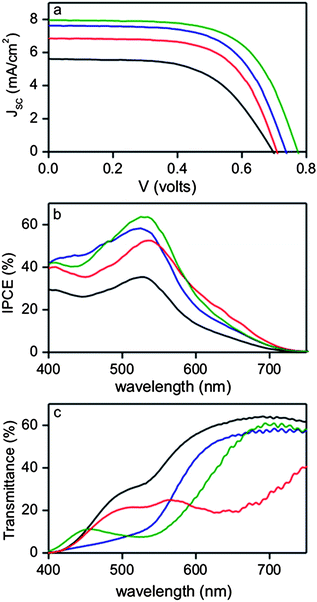 a
8
6
4
2
0
J_SC (mA/cm²)
0.0 0.2 0.4 0.6 0.8
V (volts)
b
60
40
20
0
IPCE (%)
400 500 600 700
wavelength (nm)
c
60
40
20
0
Transmittance (%)
400 500 600 700
wavelength (nm)